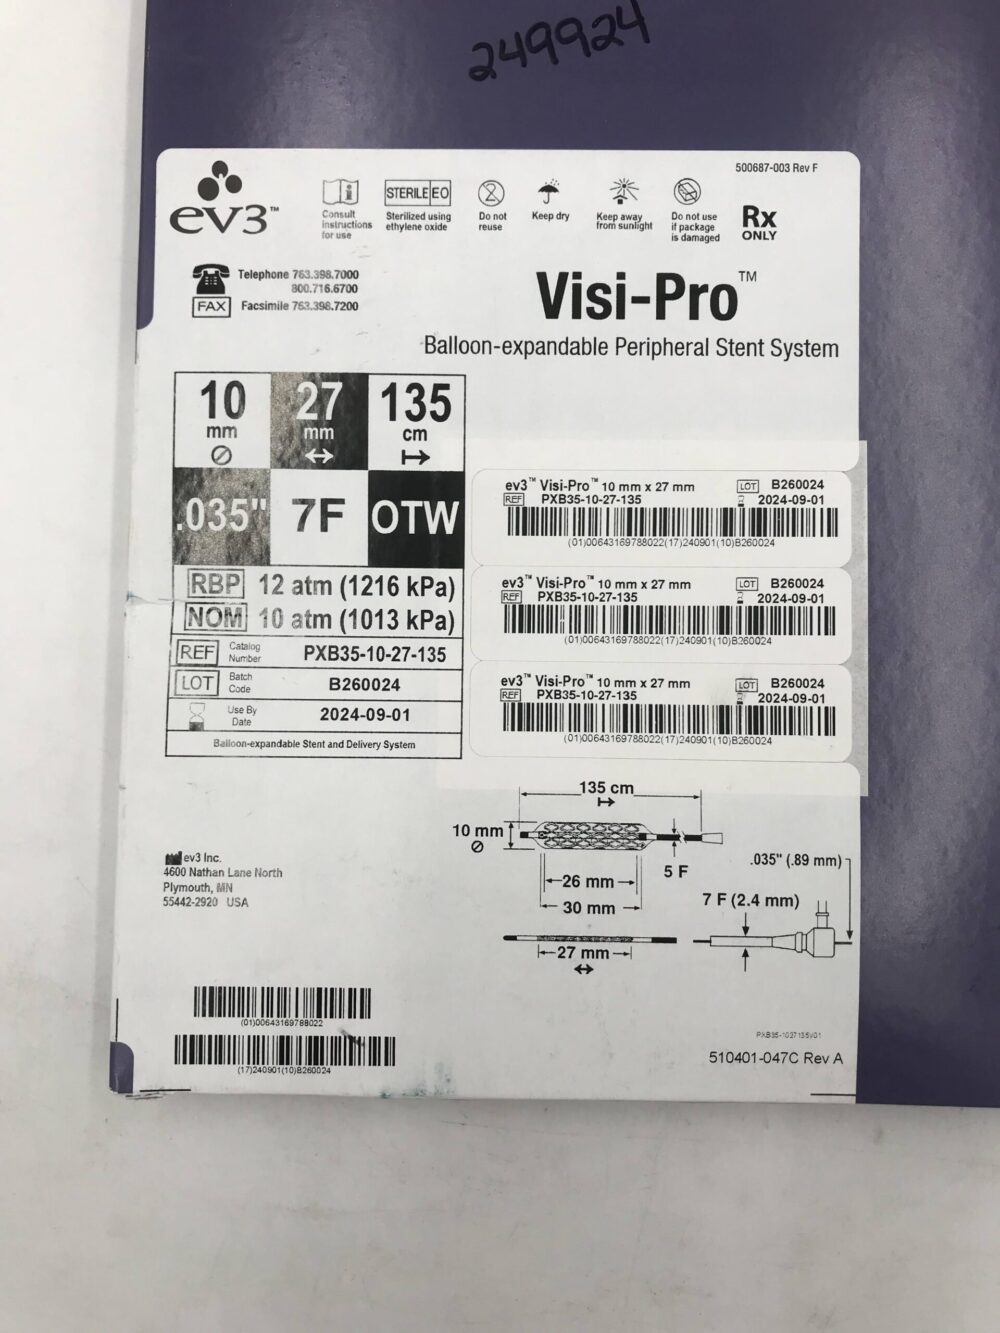 249924
500687-003 Rev F
ev3™
Consult
instructions
for use
STERILE EO
Sterilized using
ethylene oxide
Do not
reuse
Keep dry
Keep away
from sunlight
Do not use
if package
is damaged
Rx
ONLY
Telephone 763.398.7000
800.716.6700
FAX Facsimile 763.398.7200
Visi-Pro™
Balloon-expandable Peripheral Stent System
10 27 135
mm mm cm
.035" 7F OTW
RBP 12 atm (1216 kPa)
NOM 10 atm (1013 kPa)
REF Catalog Number PXB35-10-27-135
LOT Batch Code B260024
Use By Date 2024-09-01
Balloon-expandable Stent and Delivery System
ev3™ Visi-Pro™ 10 mm x 27 mm LOT B260024
REF PXB35-10-27-135 2024-09-01
(01)00643169788022(17)240901(10)B260024
ev3™ Visi-Pro™ 10 mm x 27 mm LOT B260024
REF PXB35-10-27-135 2024-09-01
(01)00643169788022(17)240901(10)B260024
ev3™ Visi-Pro™ 10 mm x 27 mm LOT B260024
REF PXB35-10-27-135 2024-09-01
(01)00643169788022(17)240901(10)B260024
135 cm
10 mm
5 F
26 mm
30 mm
27 mm
.035" (.89 mm)
7 F (2.4 mm)
ev3 Inc.
4600 Nathan Lane North
Plymouth, MN
55442-2920 USA
(01)00643169788022
(17)240901(10)B260024
PXB35-1027135V01
510401-047C Rev A